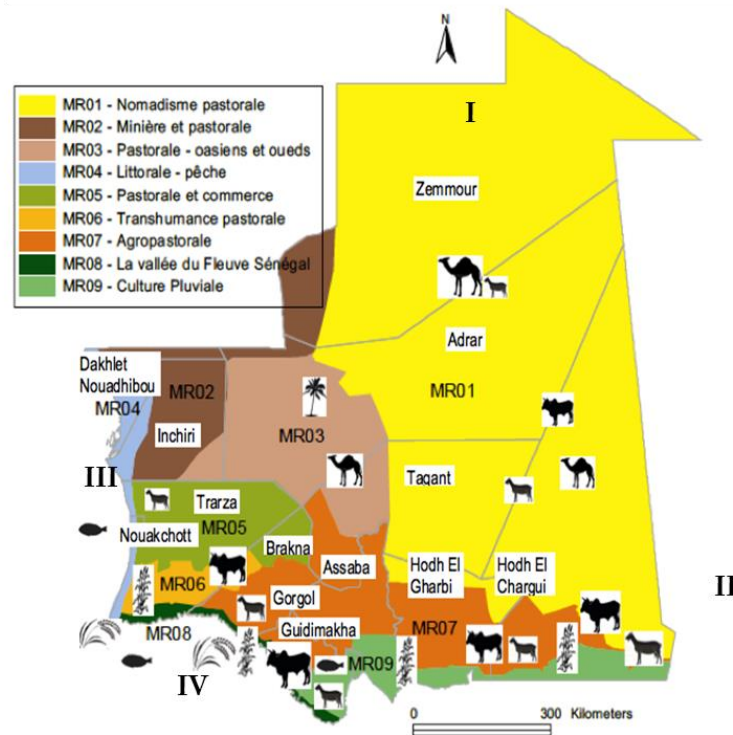 N
I
MR01 - Nomadisme pastorale
MR02 - Minière et pastorale
MR03 - Pastorale - oasiens et oueds
MR04 - Littorale - pêche
MR05 - Pastorale et commerce
MR06 - Transhumance pastorale
MR07 - Agropastorale
MR08 - La vallée du Fleuve Sénégal
MR09 - Culture Pluviale
Zemmour
Adrar
Dakhlet
Nouadhibou
MR02
MR04
MR01
Inchiri
MR03
III
Tagant
Trarza
Nouakchott
MR05
Brakna
Assaba
Hodh El
Gharbi
Hodh El
Chargui
II
MR06
Gorgol
MR08
Guidimakha
MR07
MR09
IV
0 300 Kilometers